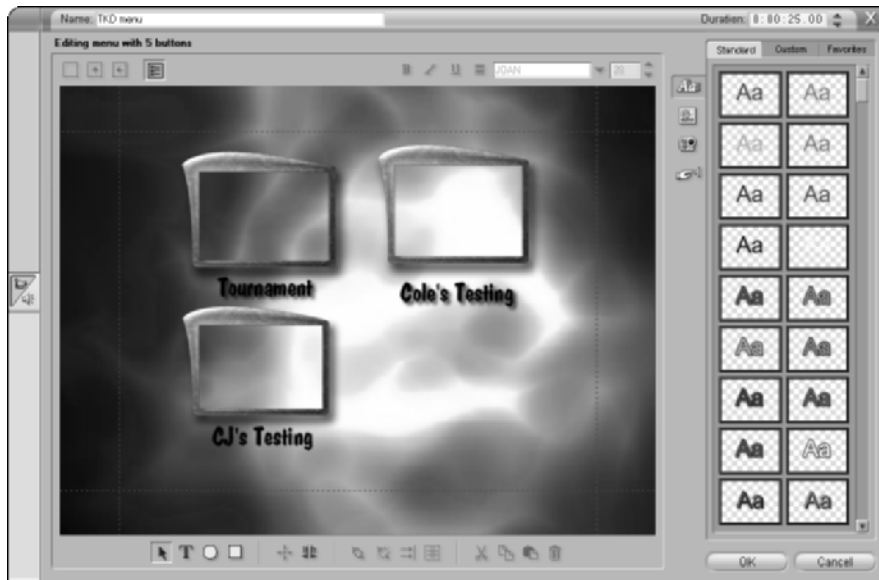 Name: TKD menu
Duration: 0:00:25.00
X
Editing menu with 5 buttons
Standard Custom Favorites
B U JOAN 28
Aa Aa
Aa Aa
Aa Aa
Aa
Aa Aa
Aa Aa
Aa Aa
Aa Aa
Aa Aa
Tournament
Cole's Testing
CJ's Testing
T
OK Cancel